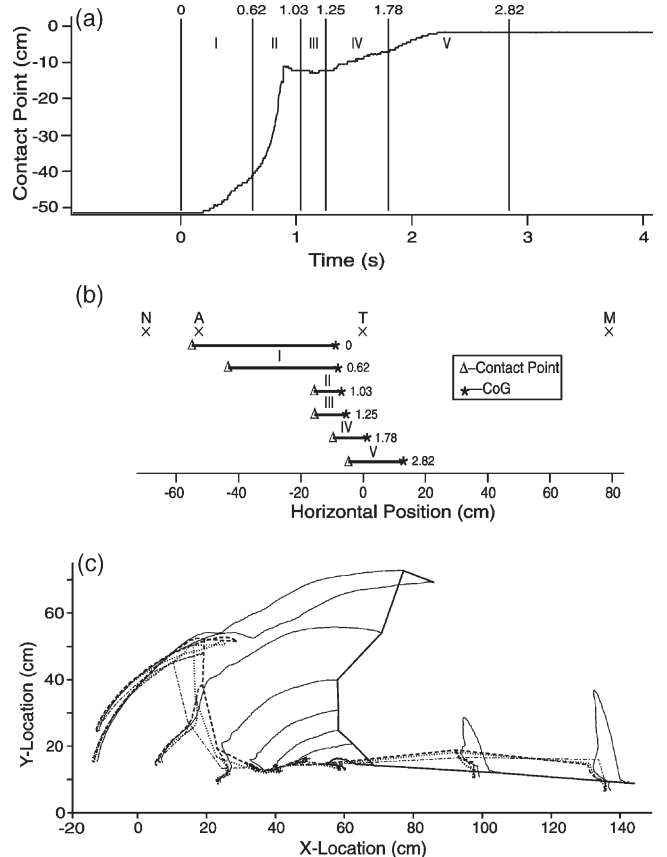 (a)
0 0.62 1.03 1.25 1.78 2.82
I II III IV V
0
-10
-20
-30
-40
-50
Contact Point (cm)
0 1 2 3 4
Time (s)
(b)
N A T M
0
I
0.62
II
1.03
III
1.25
IV
1.78
V
2.82
Contact Point
CoG
-60 -40 -20 0 20 40 60 80
Horizontal Position (cm)
(c)
60
40
20
0
Y-Location (cm)
-20 0 20 40 60 80 100 120 140
X-Location (cm)